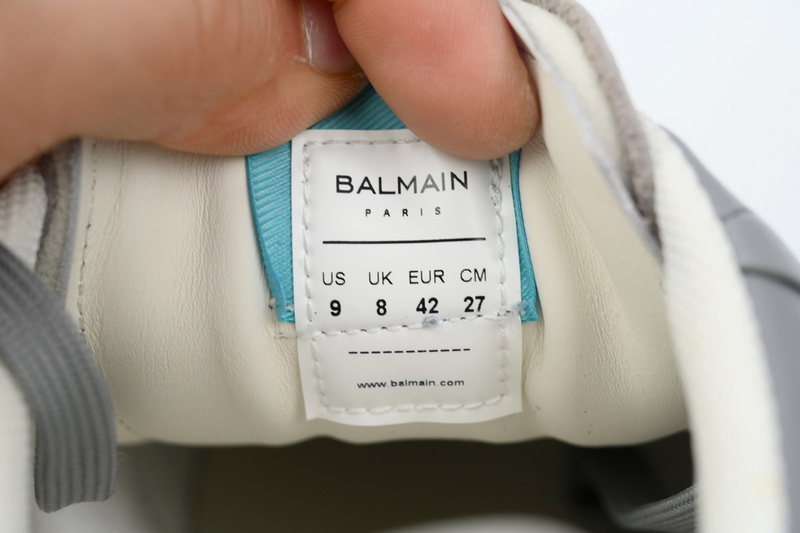 BALMAIN
PARIS
US UK EUR CM
9 8 42 27
------------
www.balmain.com